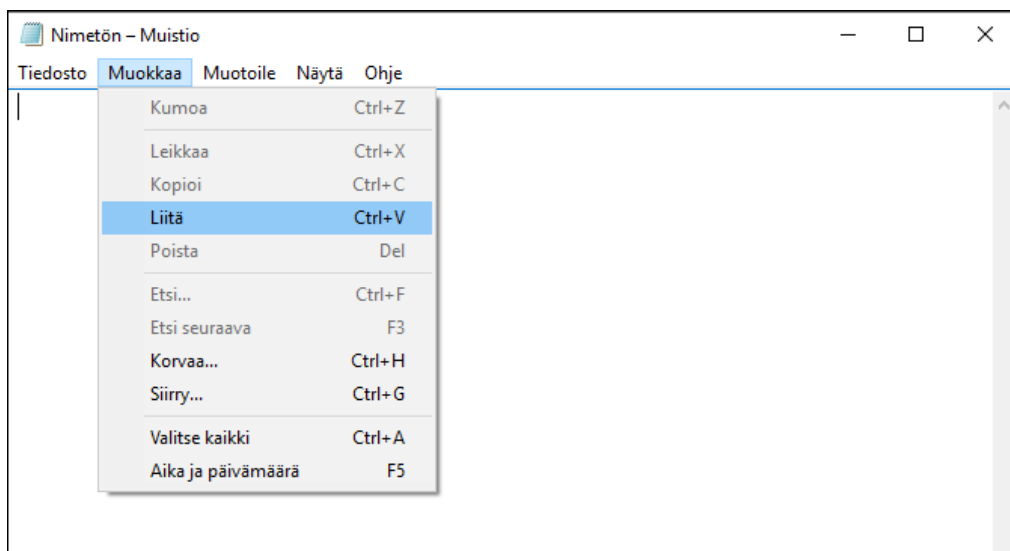 Nimetön – Muistio
Tiedosto Muokkaa Muotoile Näytä Ohje
Kumoa Ctrl+Z
Leikkaa Ctrl+X
Kopioi Ctrl+C
Liitä Ctrl+V
Poista Del
Etsi... Ctrl+F
Etsi seuraava F3
Korvaa... Ctrl+H
Siirry... Ctrl+G
Valitse kaikki Ctrl+A
Aika ja päivämäärä F5